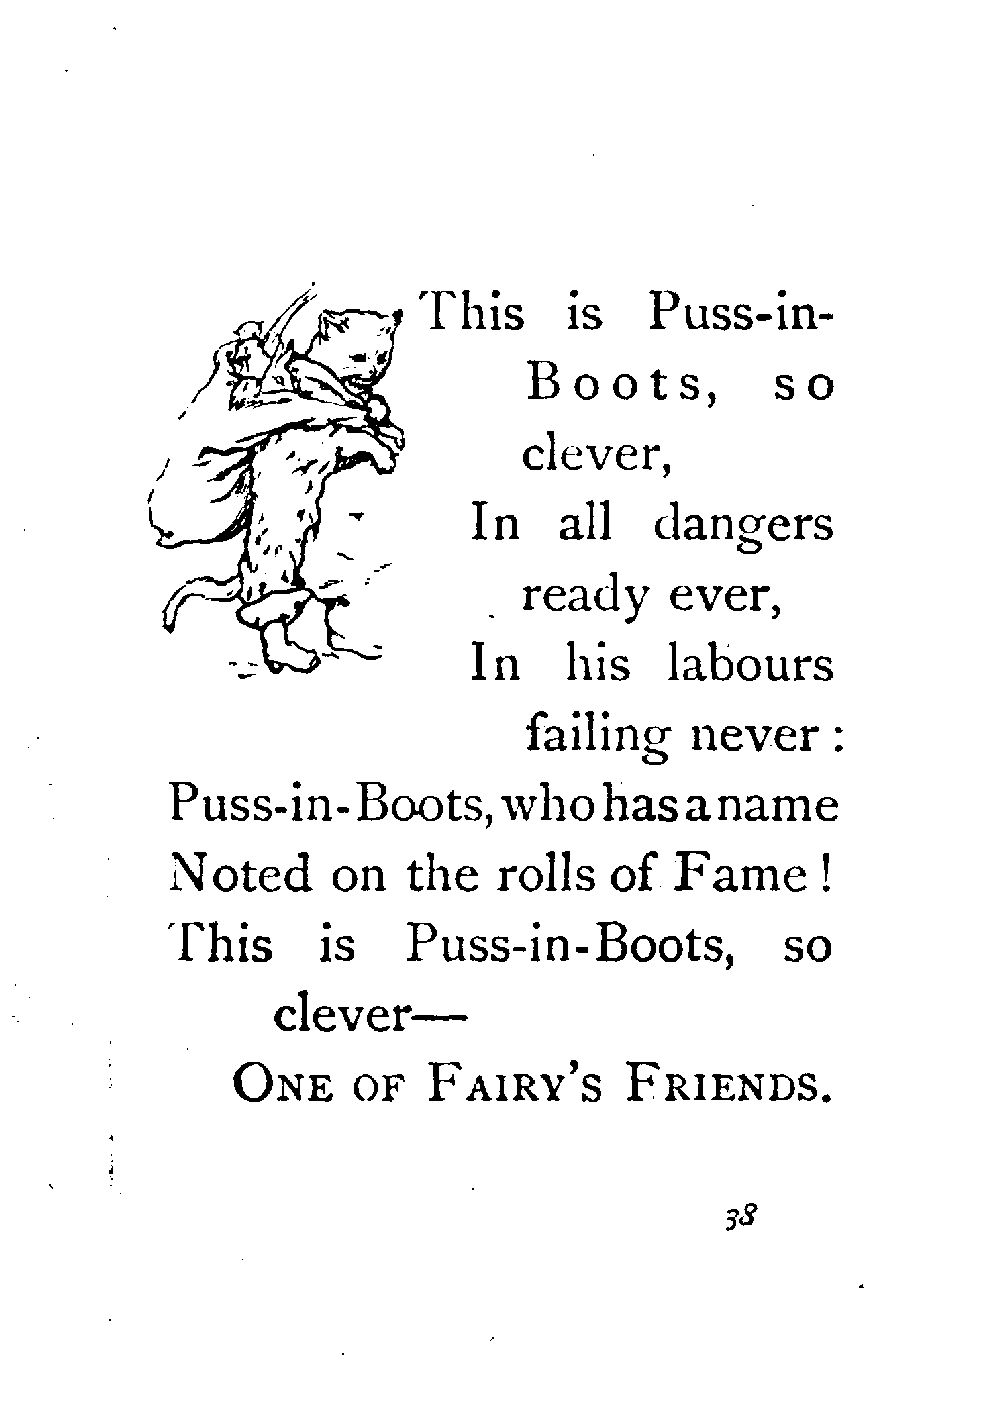 This is Puss-in-
Boots, so
clever,
In all dangers
ready ever,
In his labours
failing never:
Puss-in-Boots, who has a name
Noted on the rolls of Fame!
This is Puss-in-Boots, so
clever—
ONE OF FAIRY'S FRIENDS.
38